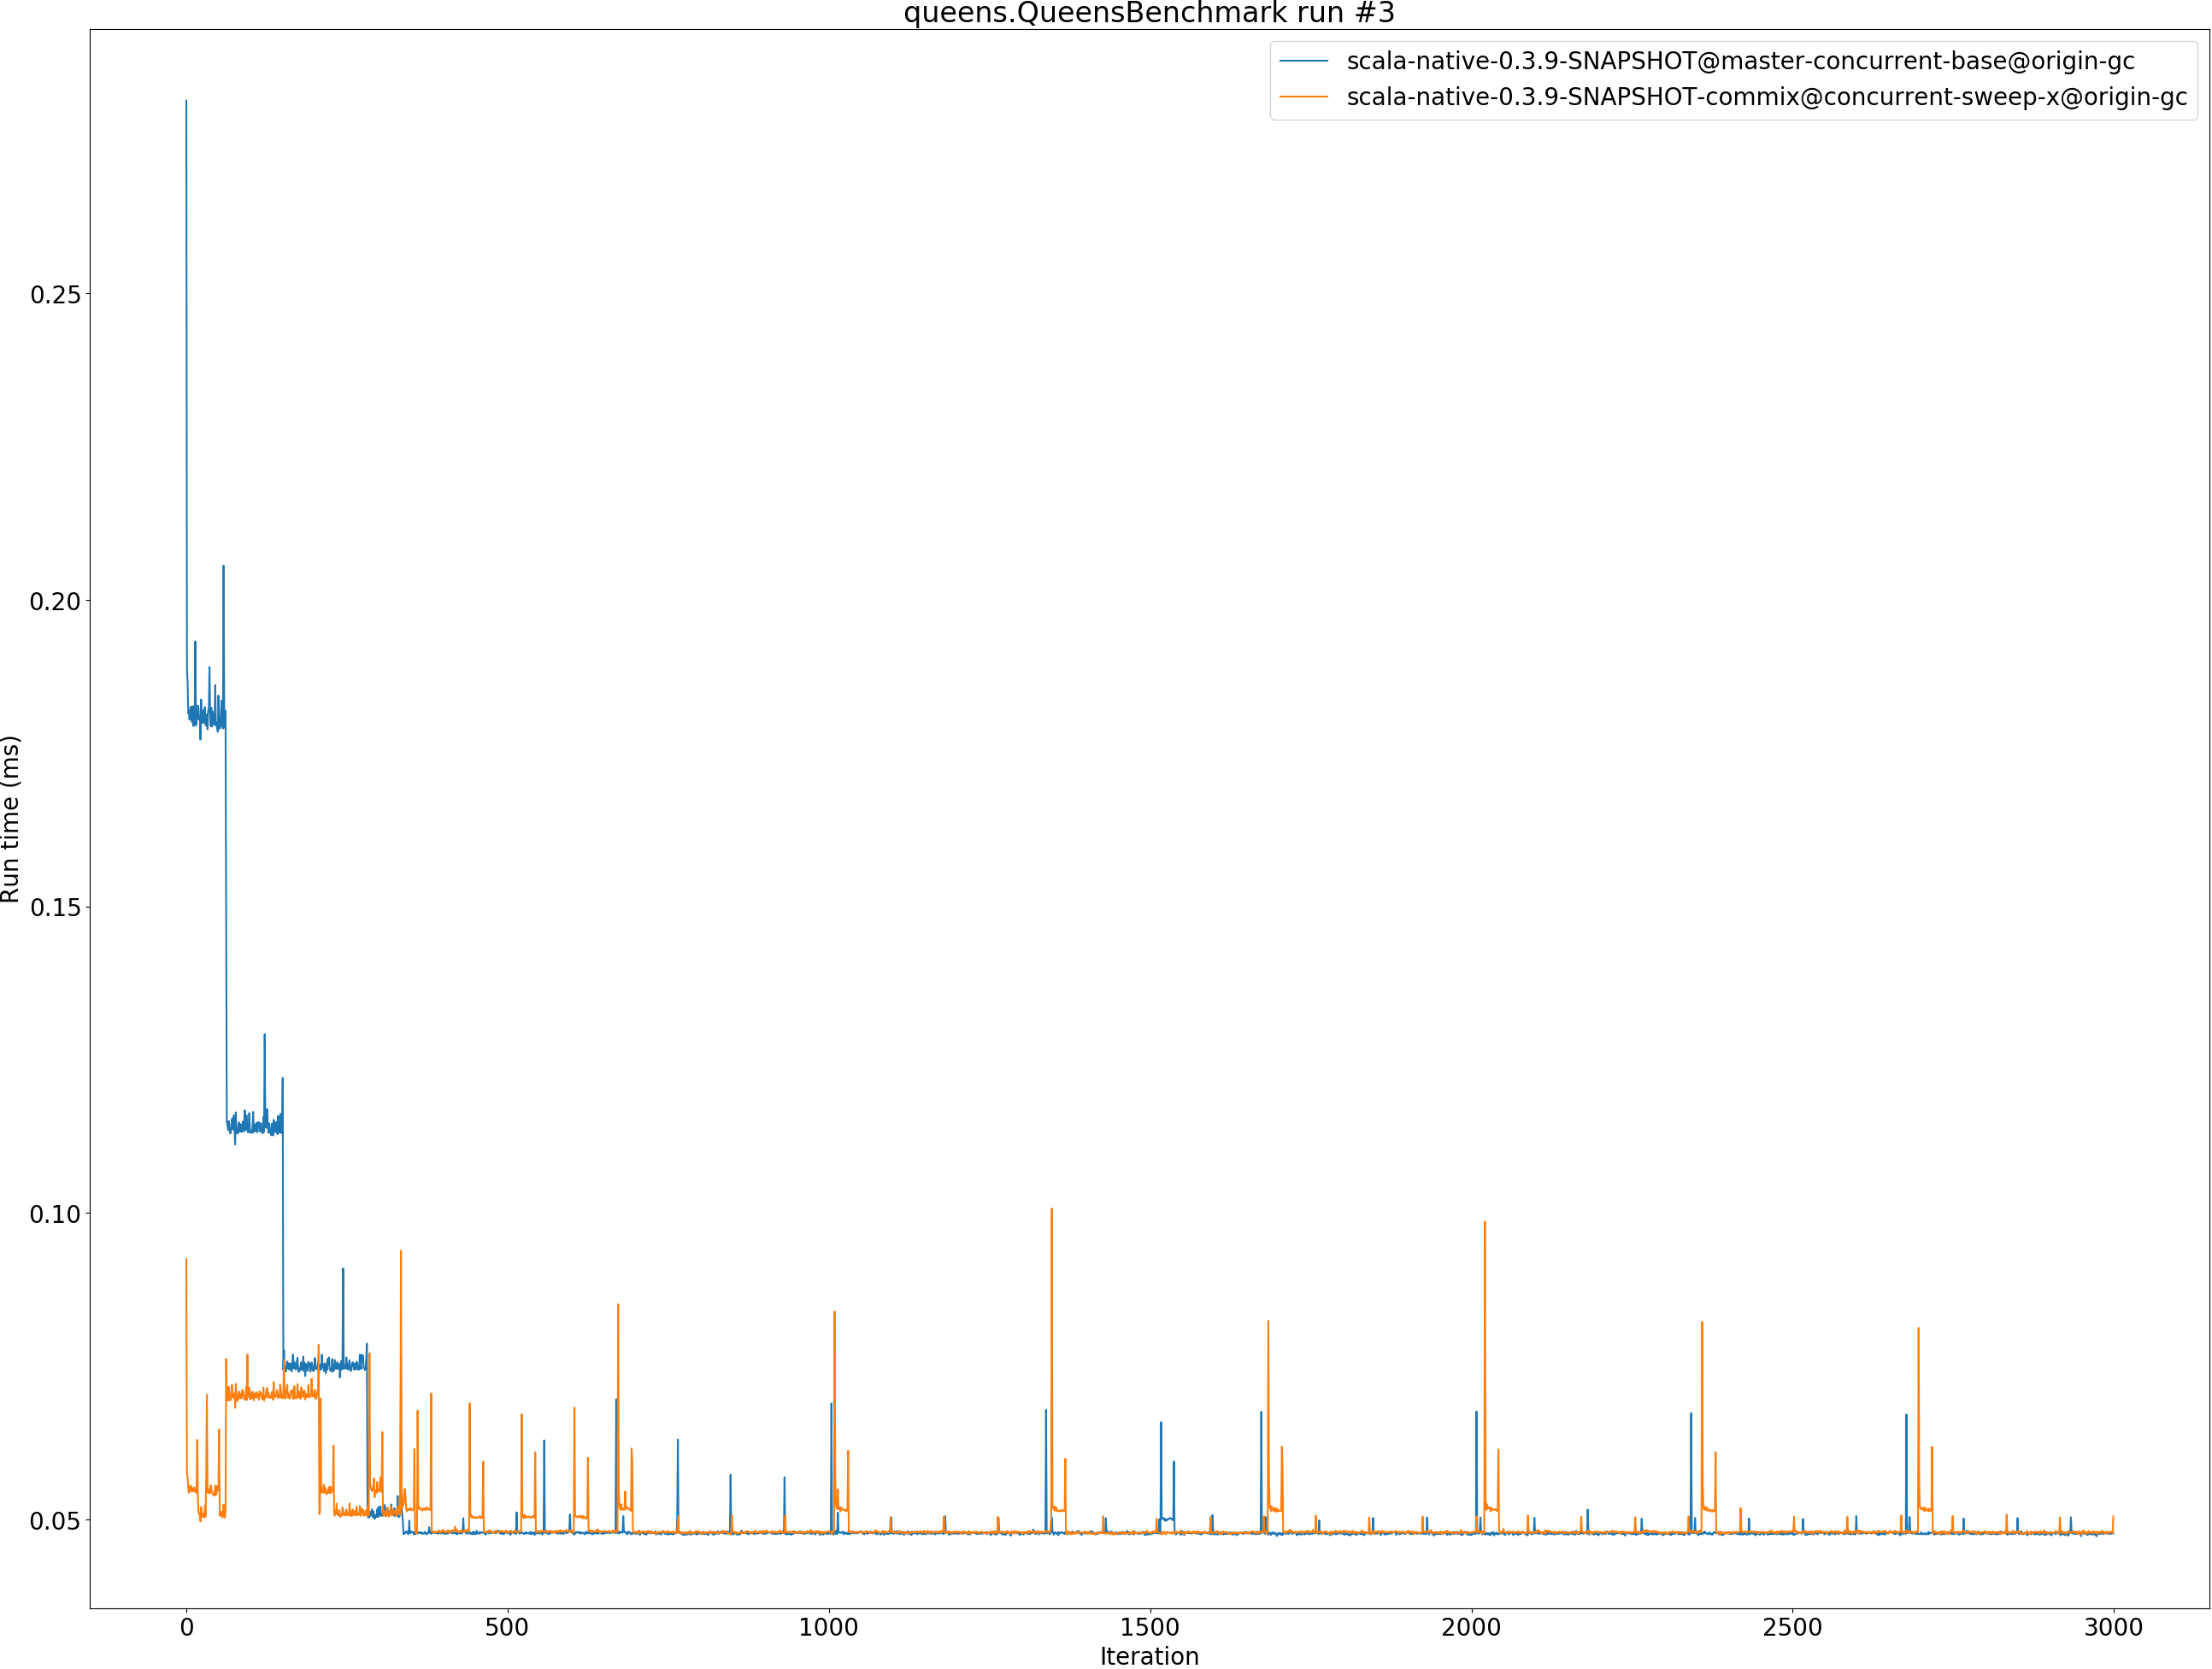 queens.QueensBenchmark run #3
scala-native-0.3.9-SNAPSHOT@master-concurrent-base@origin-gc
scala-native-0.3.9-SNAPSHOT-commix@concurrent-sweep-x@origin-gc
Run time (ms)
0.25
0.20
0.15
0.10
0.05
0 500 1000 1500 2000 2500 3000
Iteration